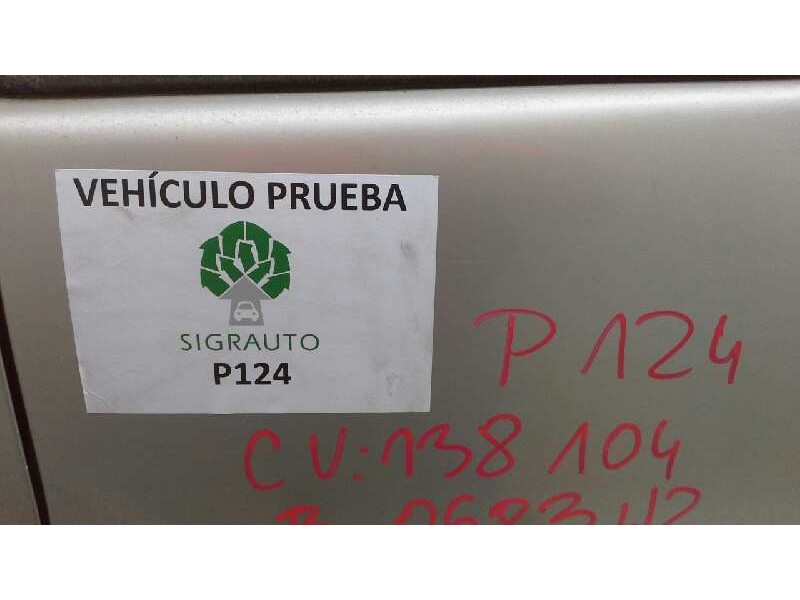 VEHÍCULO PRUEBA
SIGRAUTO
P124
P 124
CV: 138 104